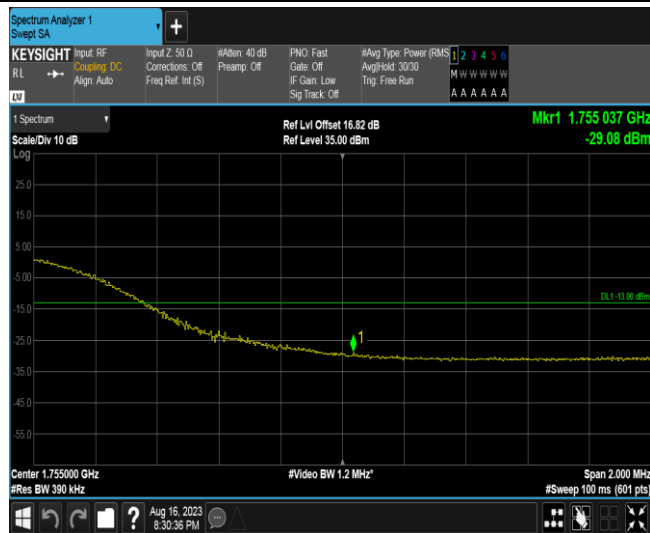 Spectrum Analyzer 1
Swept SA
+
KEYSIGHT
RL
LXI
Input: RF
Coupling: DC
Align: Auto
Input Z: 50 Ω
Corrections: Off
Freq Ref: Int (S)
#Atten: 40 dB
Preamp: Off
PNO: Fast
Gate: Off
IF Gain: Low
Sig Track: Off
#Avg Type: Power (RMS
Avg|Hold: 30/30
Trig: Free Run
1 2 3 4 5 6
M W W W W W
A A A A A A
1 Spectrum
Scale/Div 10 dB
Ref Lvl Offset 16.82 dB
Ref Level 35.00 dBm
Mkr1 1.755 037 GHz
-29.08 dBm
Log
25.0
15.0
5.00
-5.00
-15.0
-25.0
-35.0
-45.0
-55.0
DL1 -13.00 dBm
1
Center 1.755000 GHz
#Video BW 1.2 MHz*
Span 2.000 MHz
#Res BW 390 kHz
#Sweep 100 ms (601 pts)
?
Aug 16, 2023
8:30:36 PM